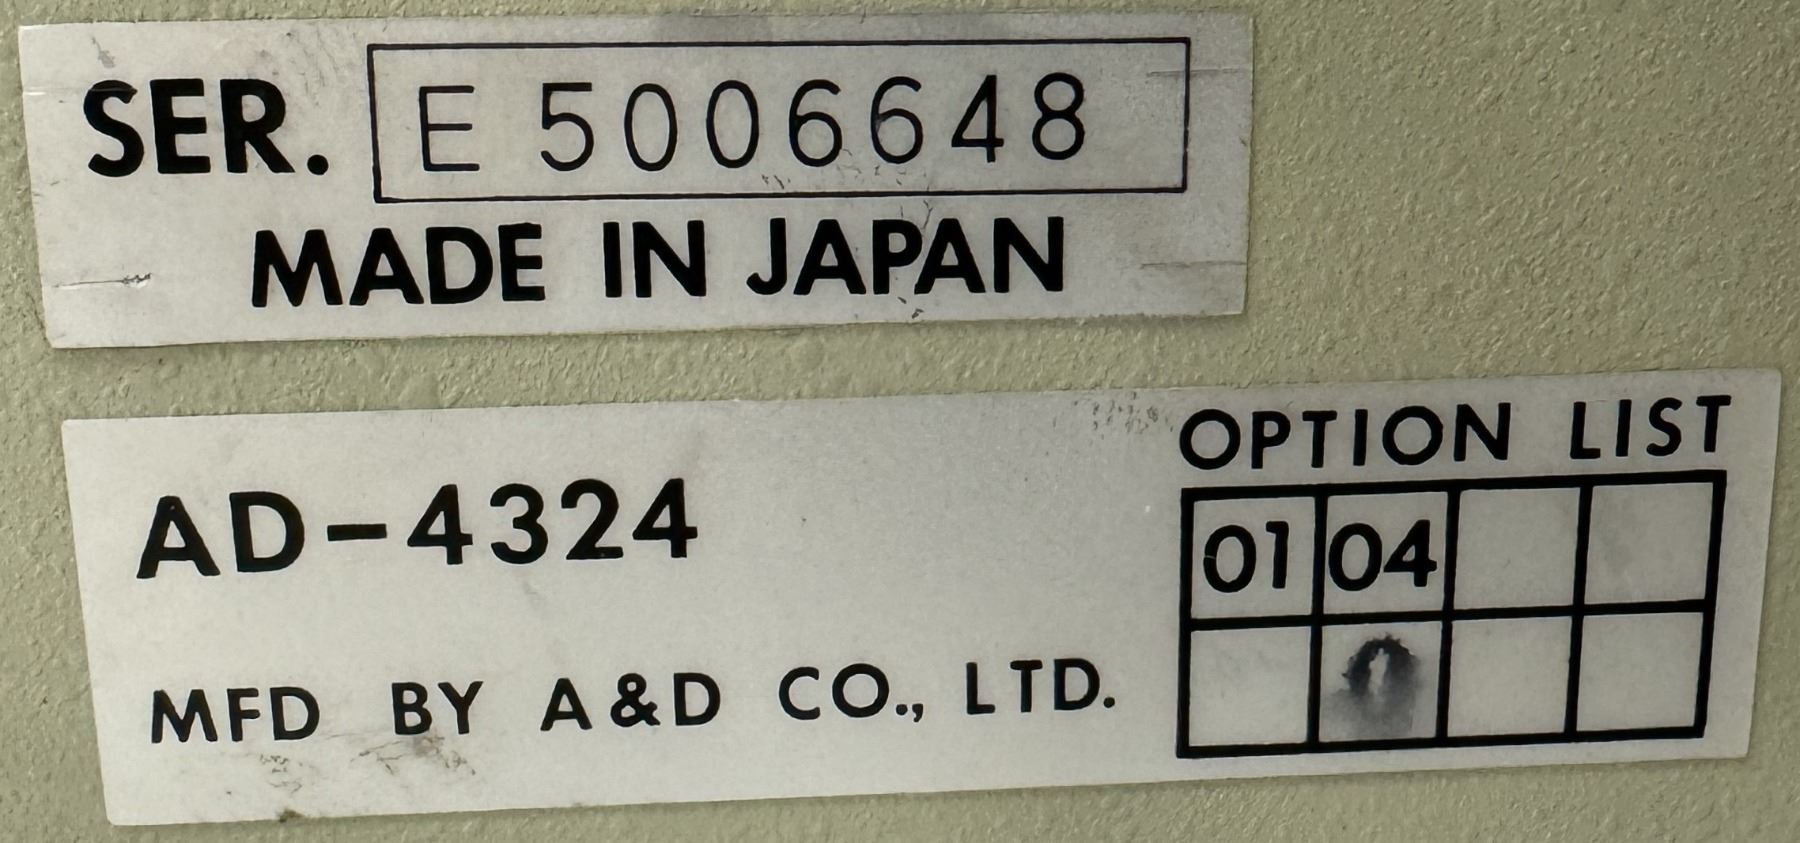 SER. E 5006648
MADE IN JAPAN
OPTION LIST
AD-4324
01 04
MFD BY A&D CO., LTD.